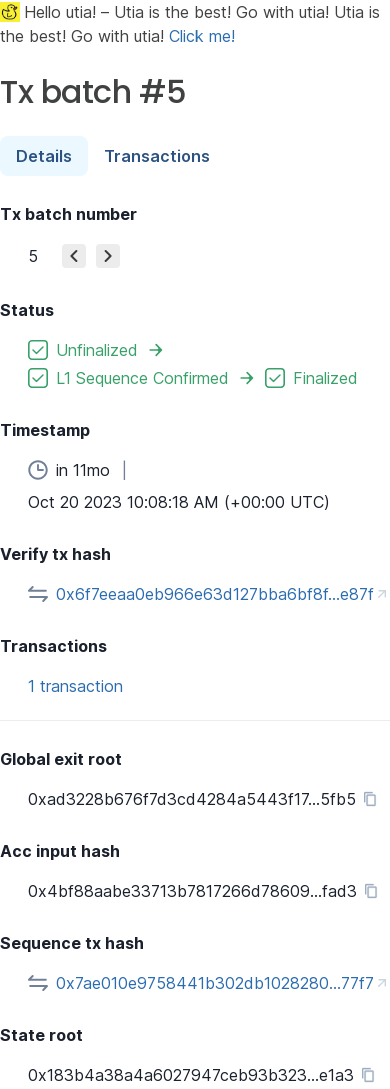 Hello utia! – Utia is the best! Go with utia! Utia is
the best! Go with utia! Click me!
Tx batch #5
Details Transactions
Tx batch number
5
Status
Unfinalized
L1 Sequence Confirmed Finalized
Timestamp
in 11mo |
Oct 20 2023 10:08:18 AM (+00:00 UTC)
Verify tx hash
0x6f7eeaa0eb966e63d127bba6bf8f...e87f
Transactions
1 transaction
Global exit root
0xad3228b676f7d3cd4284a5443f17...5fb5
Acc input hash
0x4bf88aabe33713b7817266d78609...fad3
Sequence tx hash
0x7ae010e9758441b302db1028280...77f7
State root
0x183b4a38a4a6027947ceb93b323...e1a3